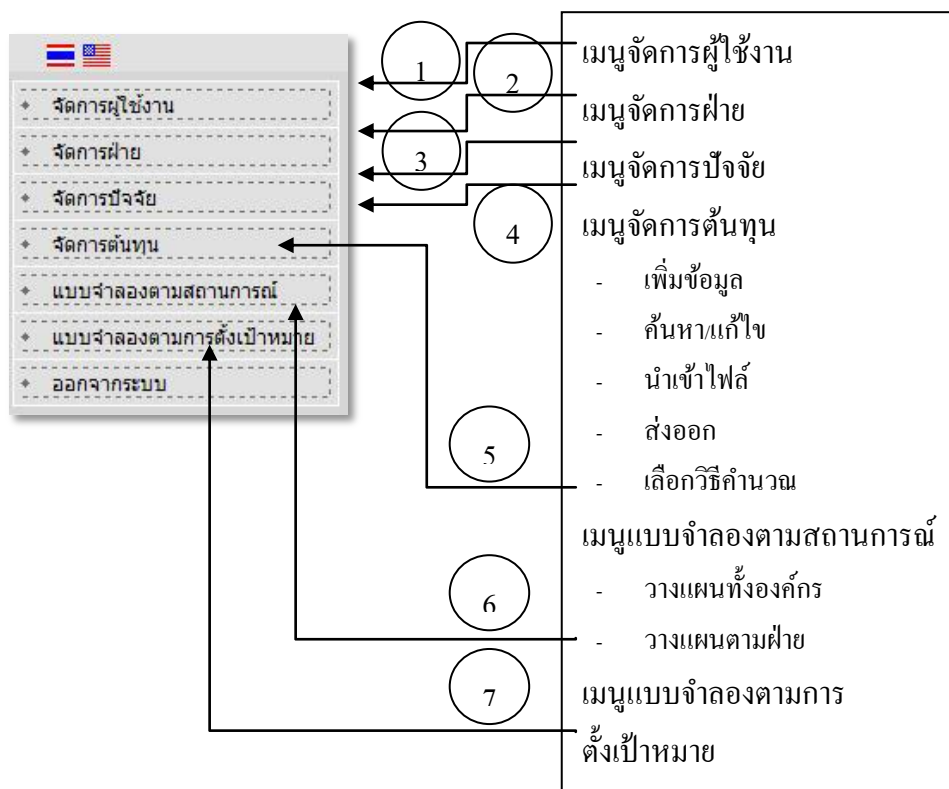 จัดการผู้ใช้งาน
จัดการฝ่าย
จัดการปัจจัย
จัดการต้นทุน
แบบจำลองตามสถานการณ์
แบบจำลองตามการตั้งเป้าหมาย
ออกจากระบบ
1
2
3
4
5
6
7
เมนูจัดการผู้ใช้งาน
เมนูจัดการฝ่าย
เมนูจัดการปัจจัย
เมนูจัดการต้นทุน
- เพิ่มข้อมูล
- ค้นหา/แก้ไข
- นำเข้าไฟล์
- ส่งออก
- เลือกวิธีคำนวณ
เมนูแบบจำลองตามสถานการณ์
- วางแผนทั้งองค์กร
- วางแผนตามฝ่าย
เมนูแบบจำลองตามการ
ตั้งเป้าหมาย